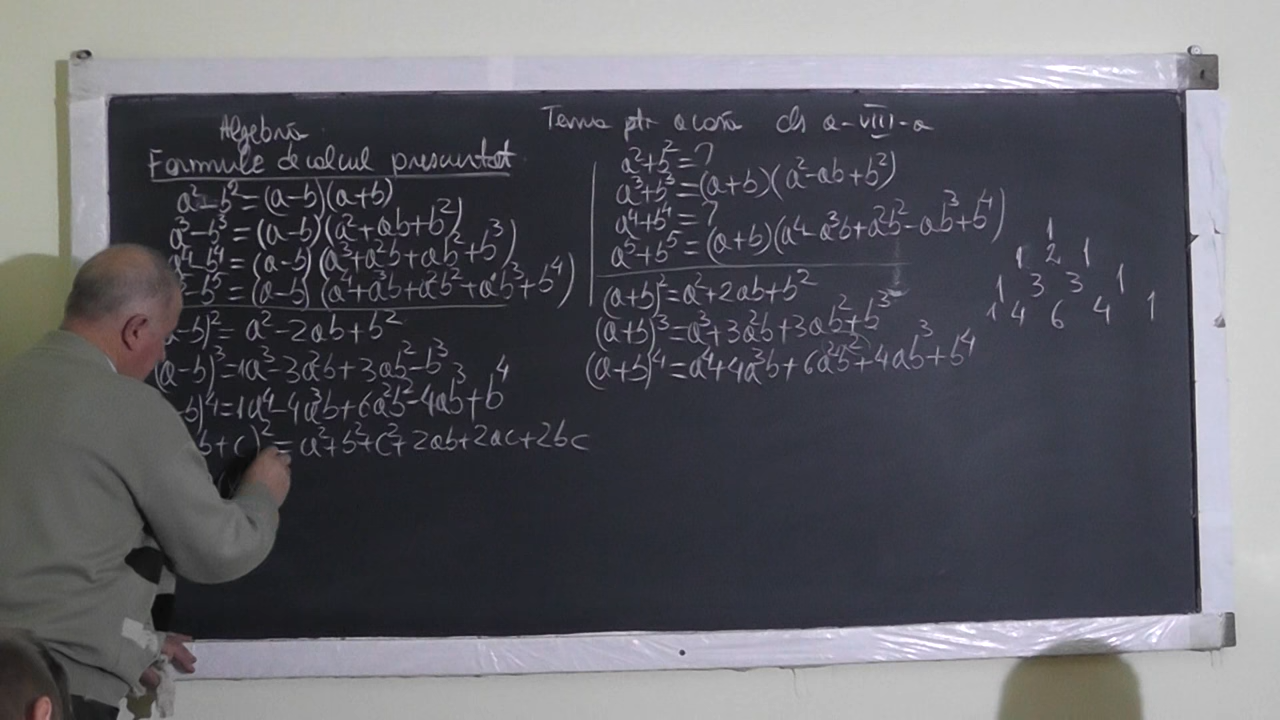 Algebra
Formule de calcul prescurtat
a²-b²=(a-b)(a+b)
a³-b³=(a-b)(a²+ab+b²)
a⁴-b⁴=(a-b)(a³+a²b+ab²+b³)
-b⁵=(a-b)(a⁴+a³b+a²b²+ab³+b⁴)
-b)²=a²-2ab+b²
(a-b)³=1a³-3a²b+3ab²-b³
-b)⁴=1a⁴-4a³b+6a²b²-4ab³+b⁴
b+c)²=a²+b²+c²+2ab+2ac+2bc
Tema ptr acasă cls a-VIII-a
a²+b²=?
a³+b³=(a+b)(a²-ab+b²)
a⁴+b⁴=?
a⁵+b⁵=(a+b)(a⁴-a³b+a²b²-ab³+b⁴)
(a+b)²=a²+2ab+b²
(a+b)³=a³+3a²b+3ab²+b³
(a+b)⁴=a⁴+4a³b+6a²b²+4ab³+b⁴
1
1 2 1
1 3 3 1
1 4 6 4 1